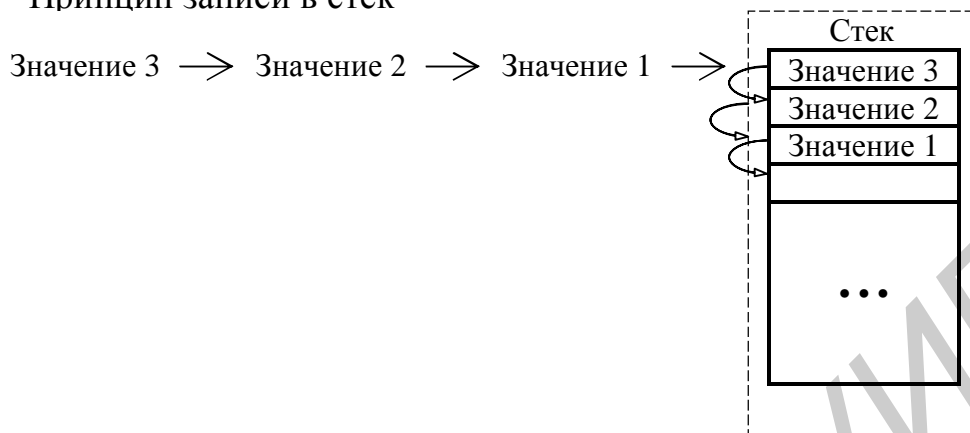 Принцип записи в стек
Стек
Значение 3 Значение 2 Значение 1
Значение 3
Значение 2
Значение 1
...